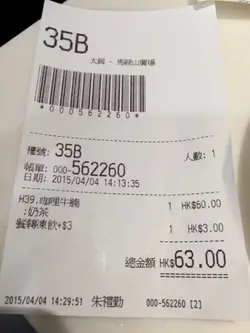 35B
太興 - 馬鞍山廣場
*000562260*
檯號: 35B 人數: 1
帳單: 000-562260
日期: 2015/04/04 14:13:35
H39.咖哩牛腩 1 HK$60.00
;奶茶
餐轉凍飲+$3 1 HK$3.00
總金額 HK$63.00
2015/04/04 14:29:51 朱禮勤 000-562260 [2]